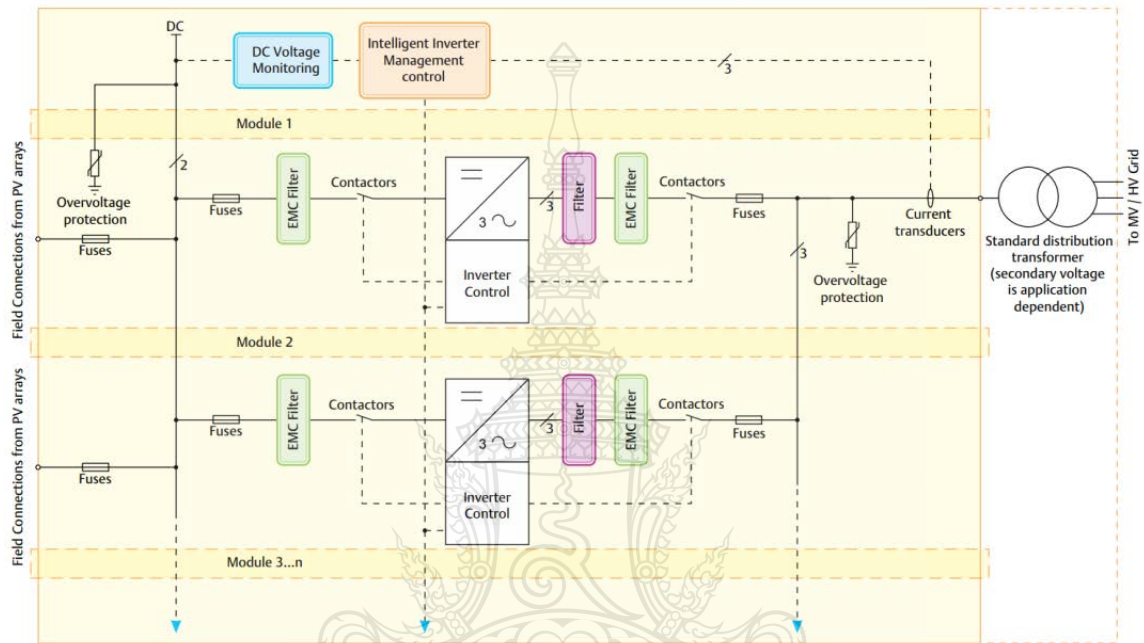 DC
DC Voltage
Monitoring
Intelligent Inverter
Management
control
3
Module 1
2
Overvoltage
protection
Fuses
Fuses
EMC Filter
Contactors
3
3
Filter
EMC Filter
Contactors
Fuses
Inverter
Control
3
Overvoltage
protection
Current
transducers
Standard distribution
transformer
(secondary voltage
is application
dependent)
To MV / HV Grid
Field Connections from PV arrays
Module 2
Fuses
Fuses
EMC Filter
Contactors
3
3
Filter
EMC Filter
Contactors
Fuses
Inverter
Control
Field Connections from PV arrays
Module 3...n